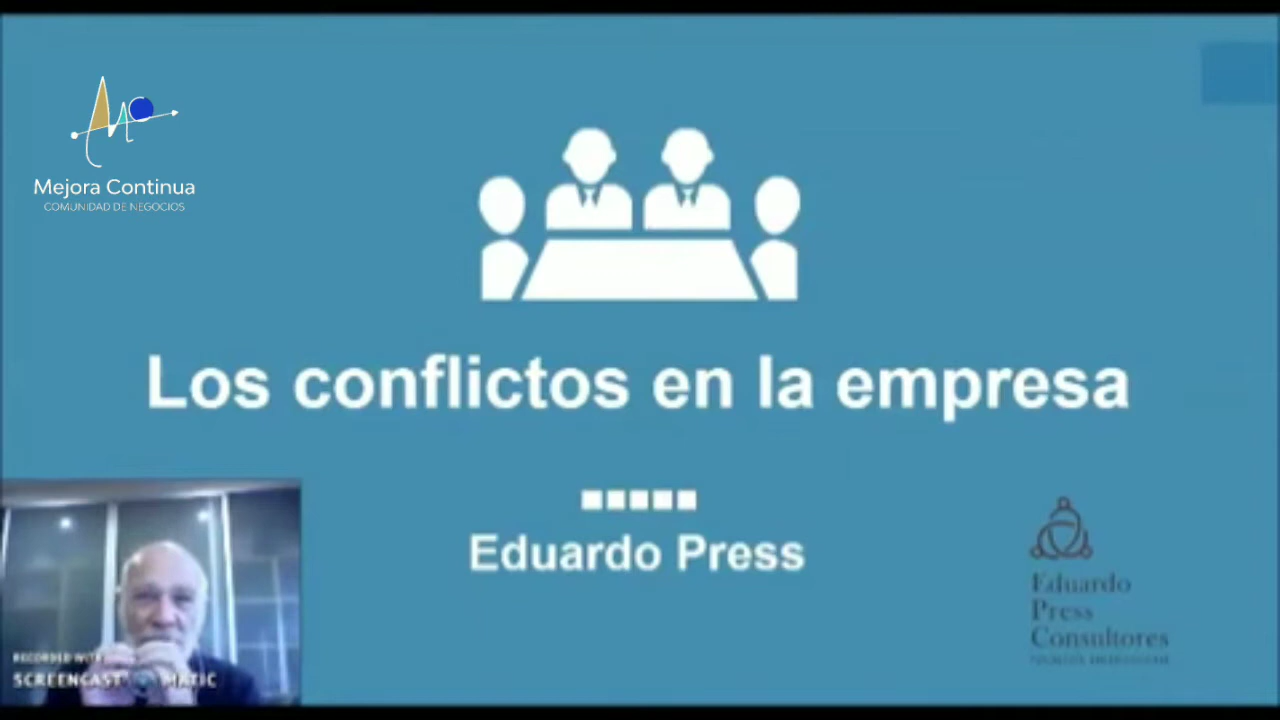 Mejora Continua
COMUNIDAD DE NEGOCIOS
Los conflictos en la empresa
Eduardo Press
Eduardo
Press
Consultores
RECORDED WITH
SCREENCAST MATIC